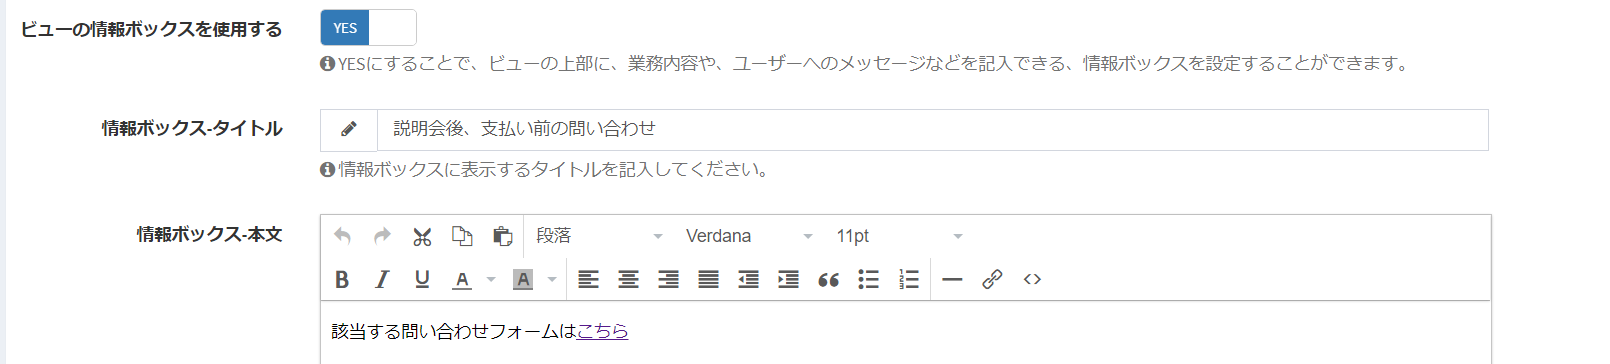 ビューの情報ボックスを使用する
YES
YESにすることで、ビューの上部に、業務内容や、ユーザーへのメッセージなどを記入できる、情報ボックスを設定することができます。
情報ボックス-タイトル
説明会後、支払い前の問い合わせ
情報ボックスに表示するタイトルを記入してください。
情報ボックス-本文
段落 Verdana 11pt
B I U A A
該当する問い合わせフォームはこちら